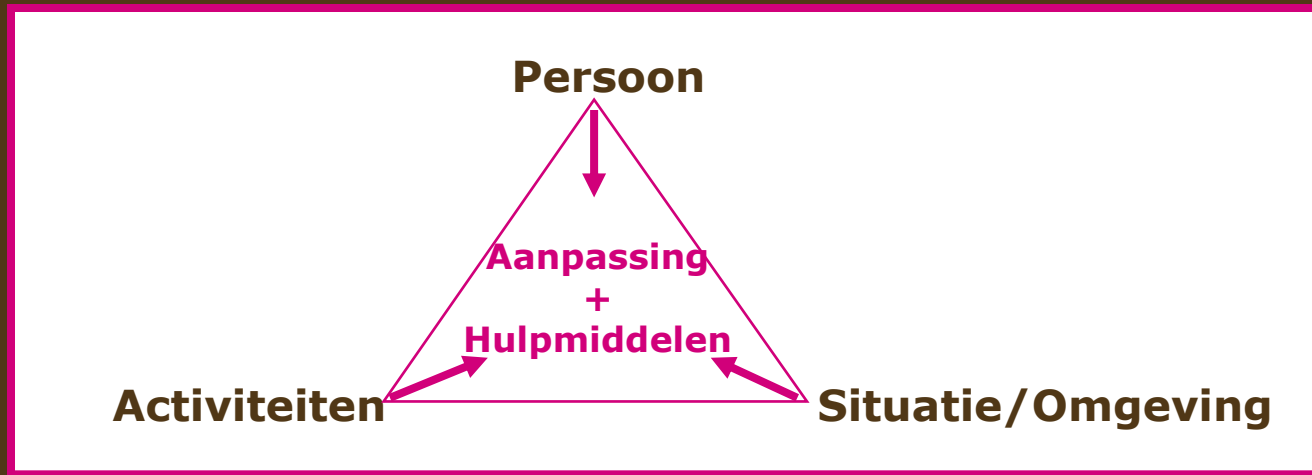 Persoon
Aanpassing
+
Hulpmiddelen
Activiteiten
Situatie/Omgeving